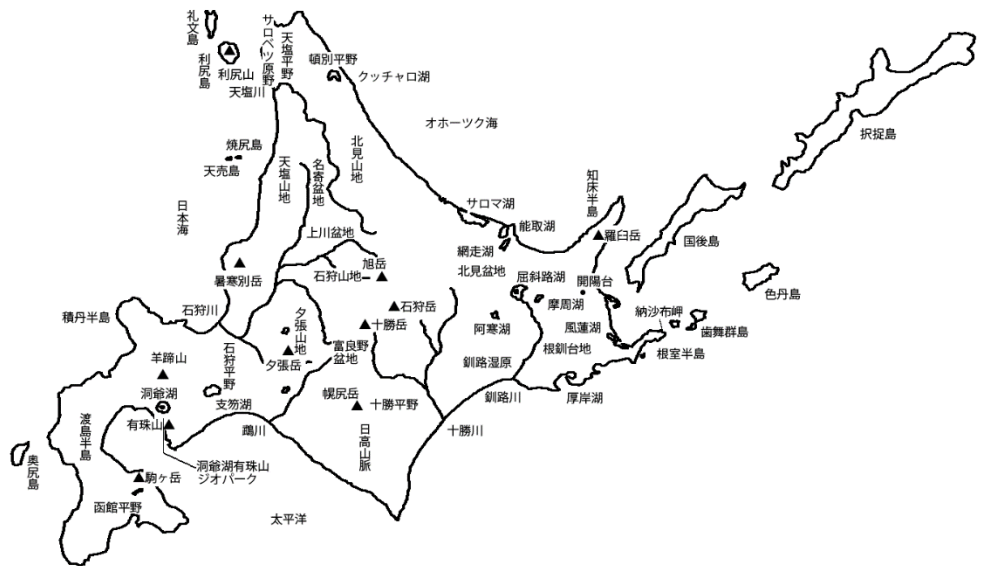 礼文島
利尻島
利尻山
天塩川
サロベツ原野
天塩平野
頓別平野
クッチャロ湖
オホーツク海
択捉島
焼尻島
天売島
天塩山地
名寄盆地
北見山地
日本海
知床半島
サロマ湖
能取湖
羅臼岳
国後島
上川盆地
網走湖
北見盆地
旭岳
石狩山地
屈斜路湖
開陽台
色丹島
暑寒別岳
摩周湖
納沙布岬
積丹半島
石狩川
夕張山地
石狩岳
十勝岳
阿寒湖
風蓮湖
歯舞群島
富良野
盆地
根釧台地
根室半島
羊蹄山
石狩平野
夕張岳
釧路湿原
洞爺湖
支笏湖
幌尻岳
十勝平野
釧路川
厚岸湖
有珠山
渡島半島
鵡川
日高山脈
十勝川
奥尻島
洞爺湖有珠山
ジオパーク
駒ヶ岳
函館平野
太平洋